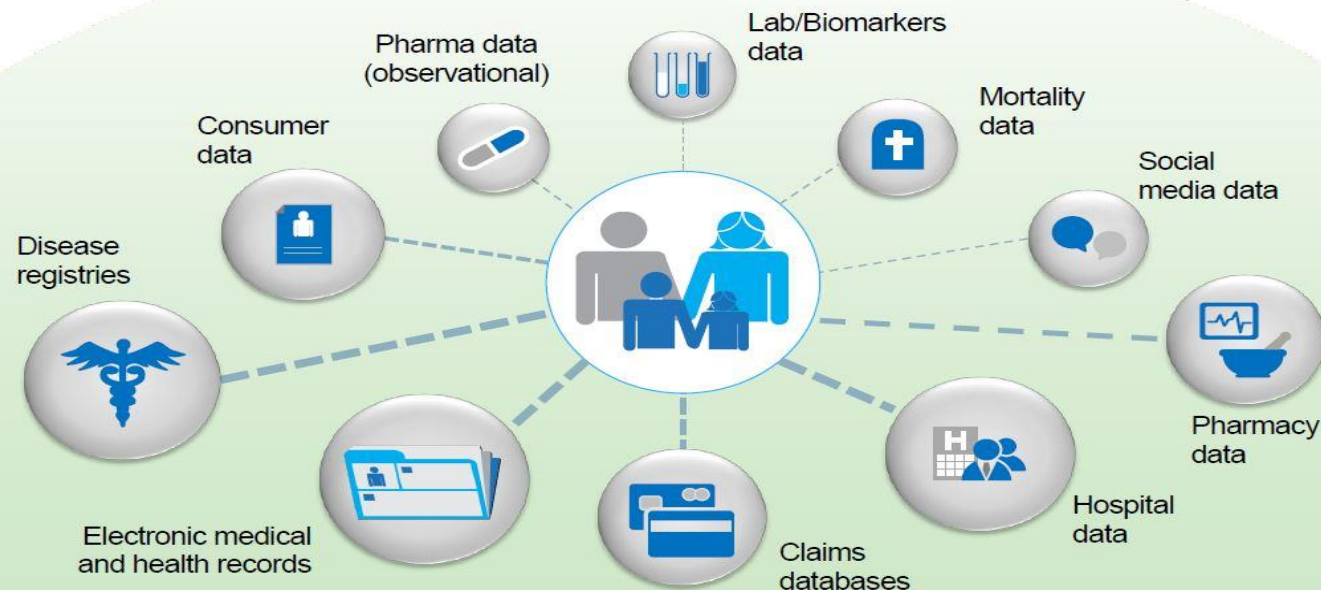 Lab/Biomarkers
data
Pharma data
(observational)
Mortality
data
Consumer
data
Social
media data
Disease
registries
Pharmacy
data
H
Hospital
data
Electronic medical
and health records
Claims
databases